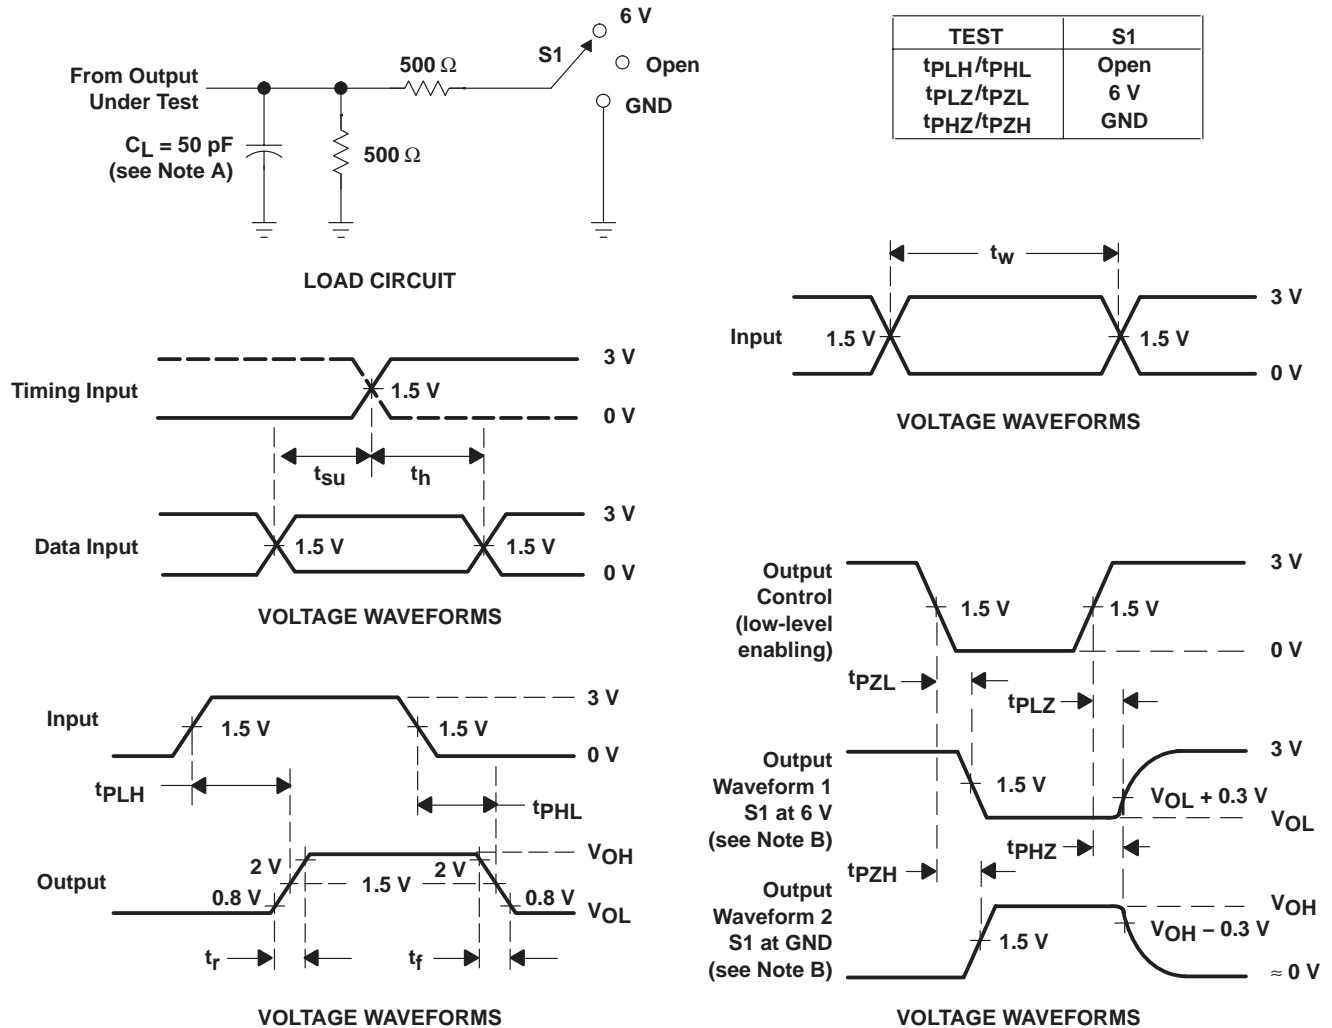 6 V
S1
Open
GND
500 Ω
From Output
Under Test
CL = 50 pF
(see Note A)
500 Ω
LOAD CIRCUIT
TEST S1
tPLH/tPHL Open
tPLZ/tPZL 6 V
tPHZ/tPZH GND
tw
3 V
Input 1.5 V 1.5 V
0 V
VOLTAGE WAVEFORMS
3 V
Timing Input 1.5 V
0 V
tsu th
3 V
Data Input 1.5 V 1.5 V
0 V
VOLTAGE WAVEFORMS
3 V
Input 1.5 V 1.5 V
0 V
tPLH
tPHL
VOH
2 V 2 V
Output 1.5 V
0.8 V 0.8 V
VOL
tr tf
VOLTAGE WAVEFORMS
Output
Control
(low-level
enabling)
3 V
1.5 V 1.5 V
0 V
tPZL
tPLZ
Output
Waveform 1
S1 at 6 V
(see Note B)
3 V
1.5 V
VOL + 0.3 V
VOL
tPHZ
tPZH
Output
Waveform 2
S1 at GND
(see Note B)
VOH
VOH − 0.3 V
1.5 V
≈ 0 V
VOLTAGE WAVEFORMS